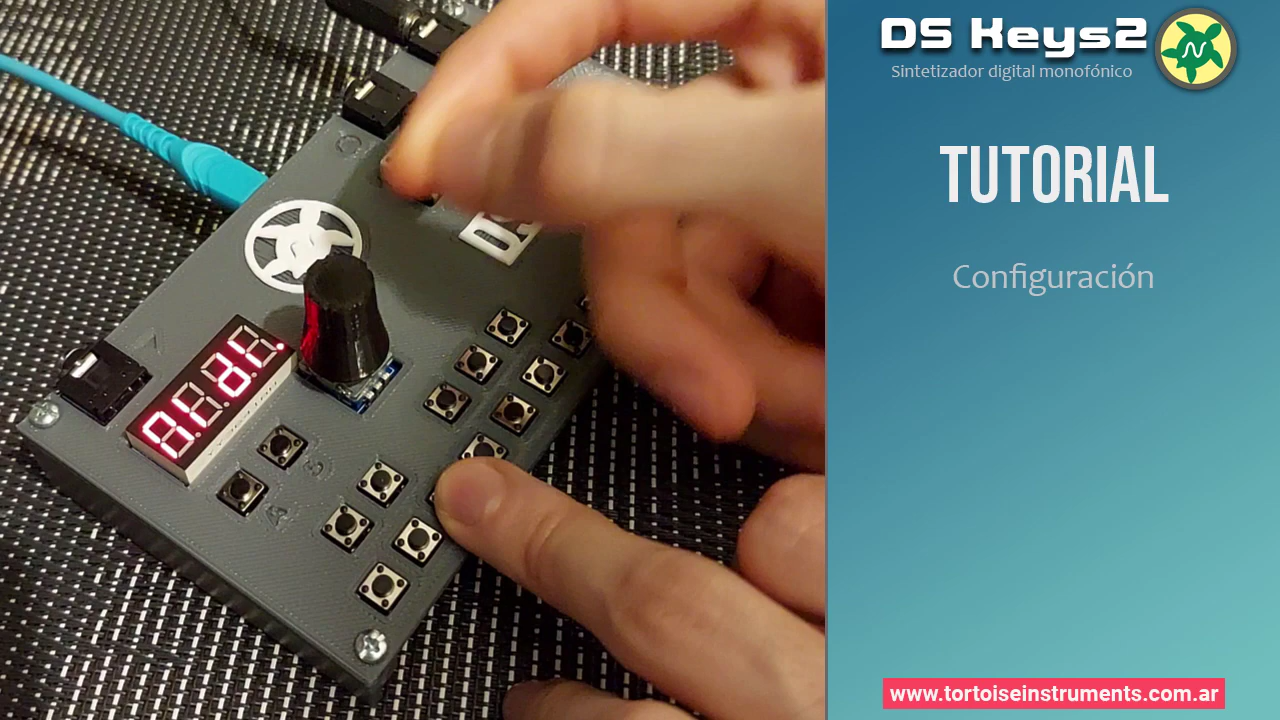 DS Keys2
Sintetizador digital monofónico
TUTORIAL
Configuración
www.tortoiseinstruments.com.ar